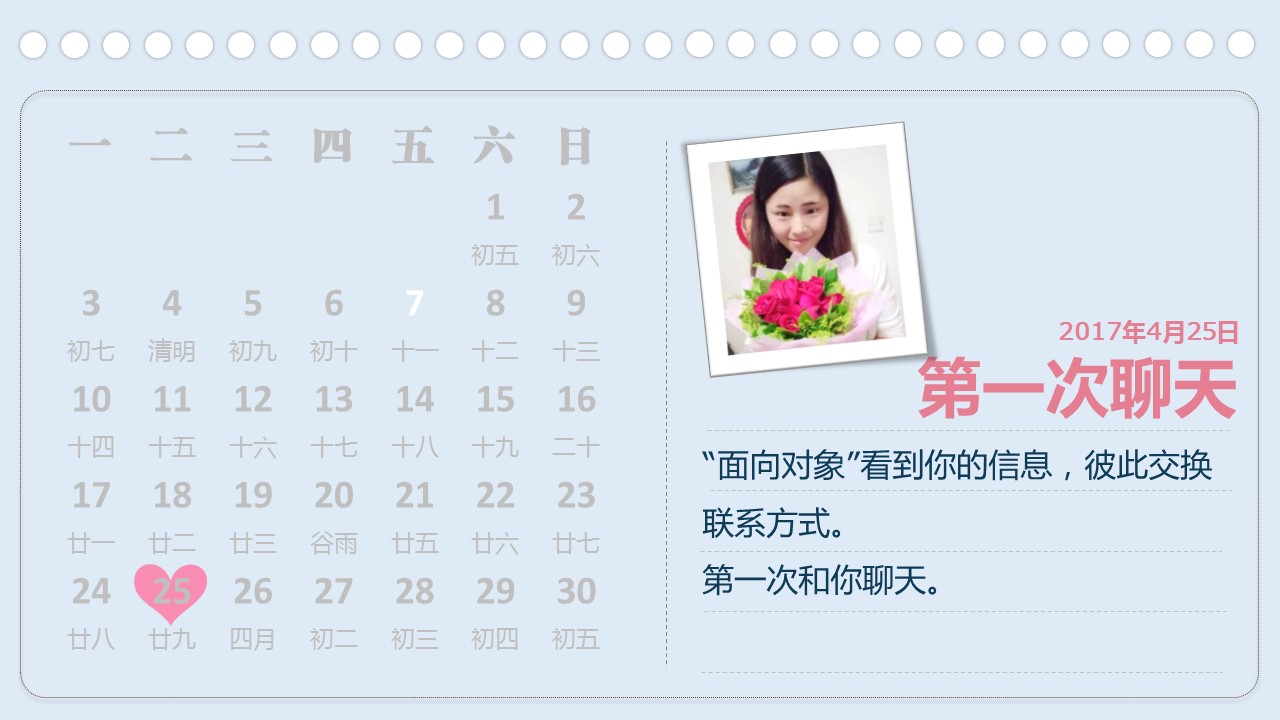 一 二 三 四 五 六 日
1 2
初五 初六
3 4 5 6 7 8 9
初七 清明 初九 初十 十一 十二 十三
10 11 12 13 14 15 16
十四 十五 十六 十七 十八 十九 二十
17 18 19 20 21 22 23
廿一 廿二 廿三 谷雨 廿五 廿六 廿七
24 25 26 27 28 29 30
廿八 廿九 四月 初二 初三 初四 初五
2017年4月25日
第一次聊天
“面向对象”看到你的信息，彼此交换
联系方式。
第一次和你聊天。